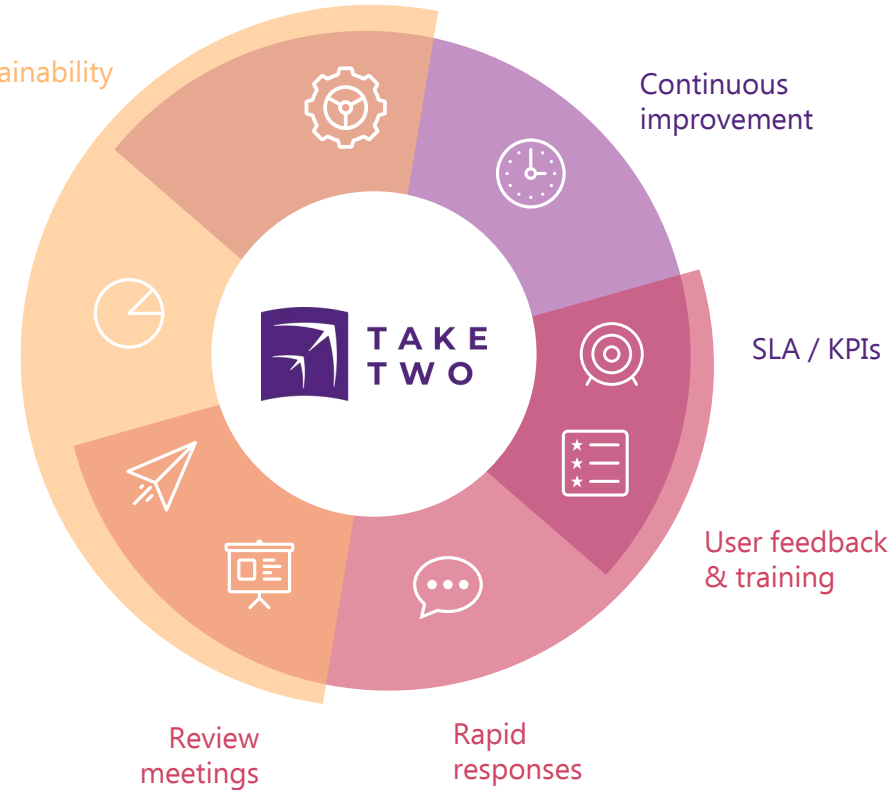 ainability
Continuous
improvement
TAKE
TWO
SLA / KPIs
User feedback
& training
Rapid
responses
Review
meetings